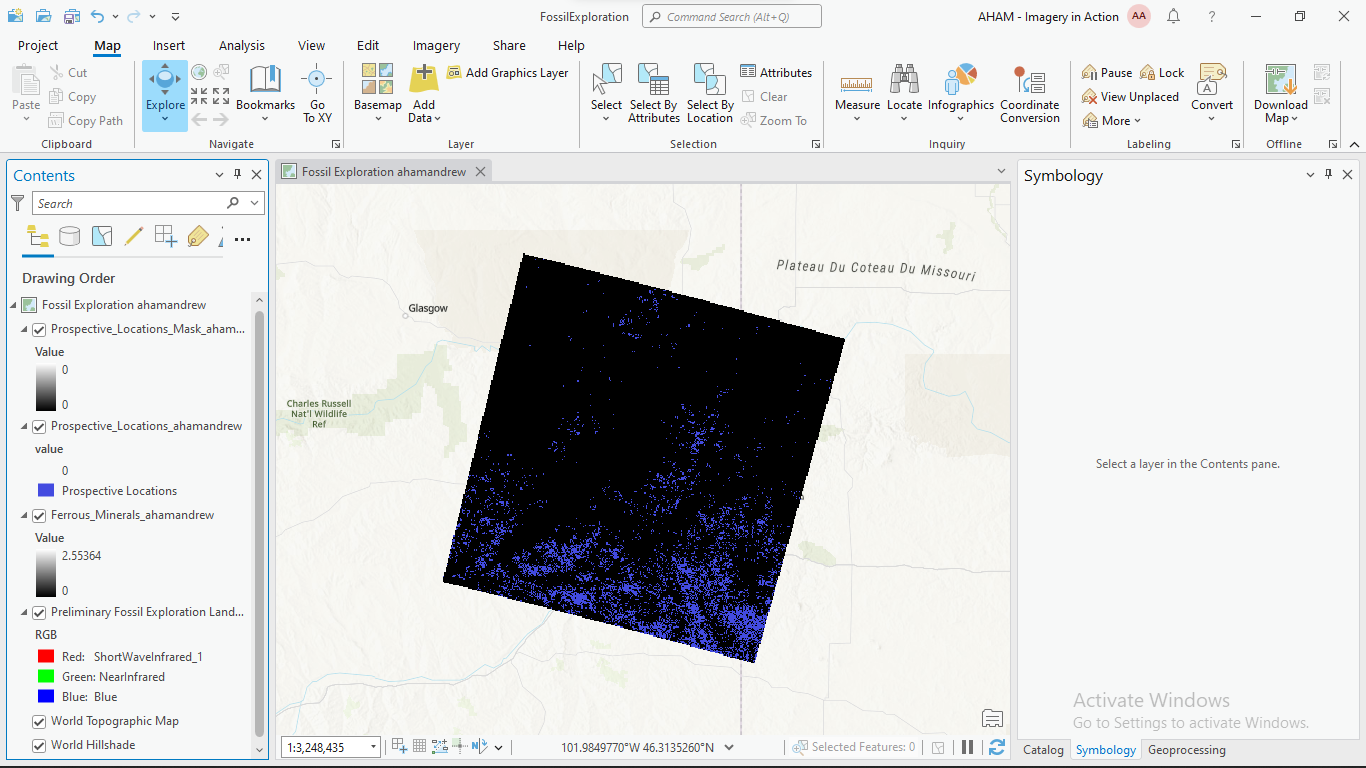 FossilExploration
Command Search (Alt+Q)
AHAM - Imagery in Action
AA
?
Project
Map
Insert
Analysis
View
Edit
Imagery
Share
Help
Paste
Cut
Copy
Copy Path
Clipboard
Explore
Bookmarks
Go
To XY
Navigate
Basemap
Add
Data
Add Graphics Layer
Layer
Select
Select By
Attributes
Select By
Location
Attributes
Clear
Zoom To
Selection
Measure
Locate
Infographics
Coordinate
Conversion
Inquiry
Pause
Lock
View Unplaced
More
Convert
Labeling
Download
Map
Offline
Contents
Search
Drawing Order
Fossil Exploration ahamandrew
Prospective_Locations_Mask_aham...
Value
0
0
Prospective_Locations_ahamandrew
value
0
Prospective Locations
Ferrous_Minerals_ahamandrew
Value
2.55364
0
Preliminary Fossil Exploration Land...
RGB
Red: ShortWaveInfrared_1
Green: NearInfrared
Blue: Blue
World Topographic Map
World Hillshade
Fossil Exploration ahamandrew
Plateau Du Coteau Du Missouri
Glasgow
Charles Russell
Nat'l Wildlife
Ref
1:3,248,435
101.9849770°W 46.3135260°N
Selected Features: 0
Symbology
Select a layer in the Contents pane.
Activate Windows
Go to Settings to activate Windows.
Catalog
Symbology
Geoprocessing